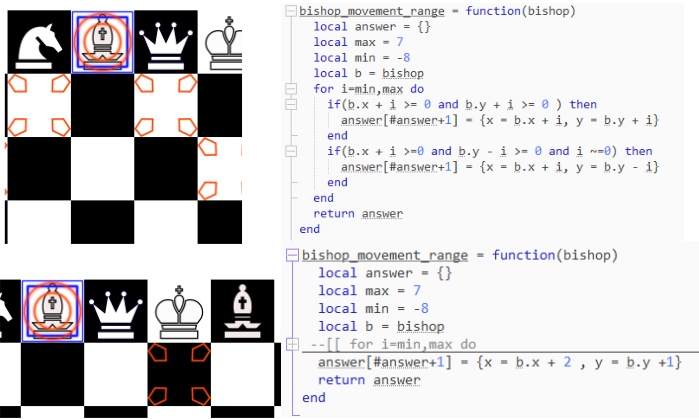 bishop_movement_range = function(bishop)
local answer = {}
local max = 7
local min = -8
local b = bishop
for i=min,max do
if(b.x + i >= 0 and b.y + i >= 0 ) then
answer[#answer+1] = {x = b.x + i, y = b.y + i}
end
if(b.x + i >=0 and b.y - i >= 0 and i ~=0) then
answer[#answer+1] = {x = b.x + i, y = b.y - i}
end
end
return answer
end
bishop_movement_range = function(bishop)
local answer = {}
local max = 7
local min = -8
local b = bishop
--[[ for i=min,max do
answer[#answer+1] = {x = b.x + 2 , y = b.y +1}
return answer
end